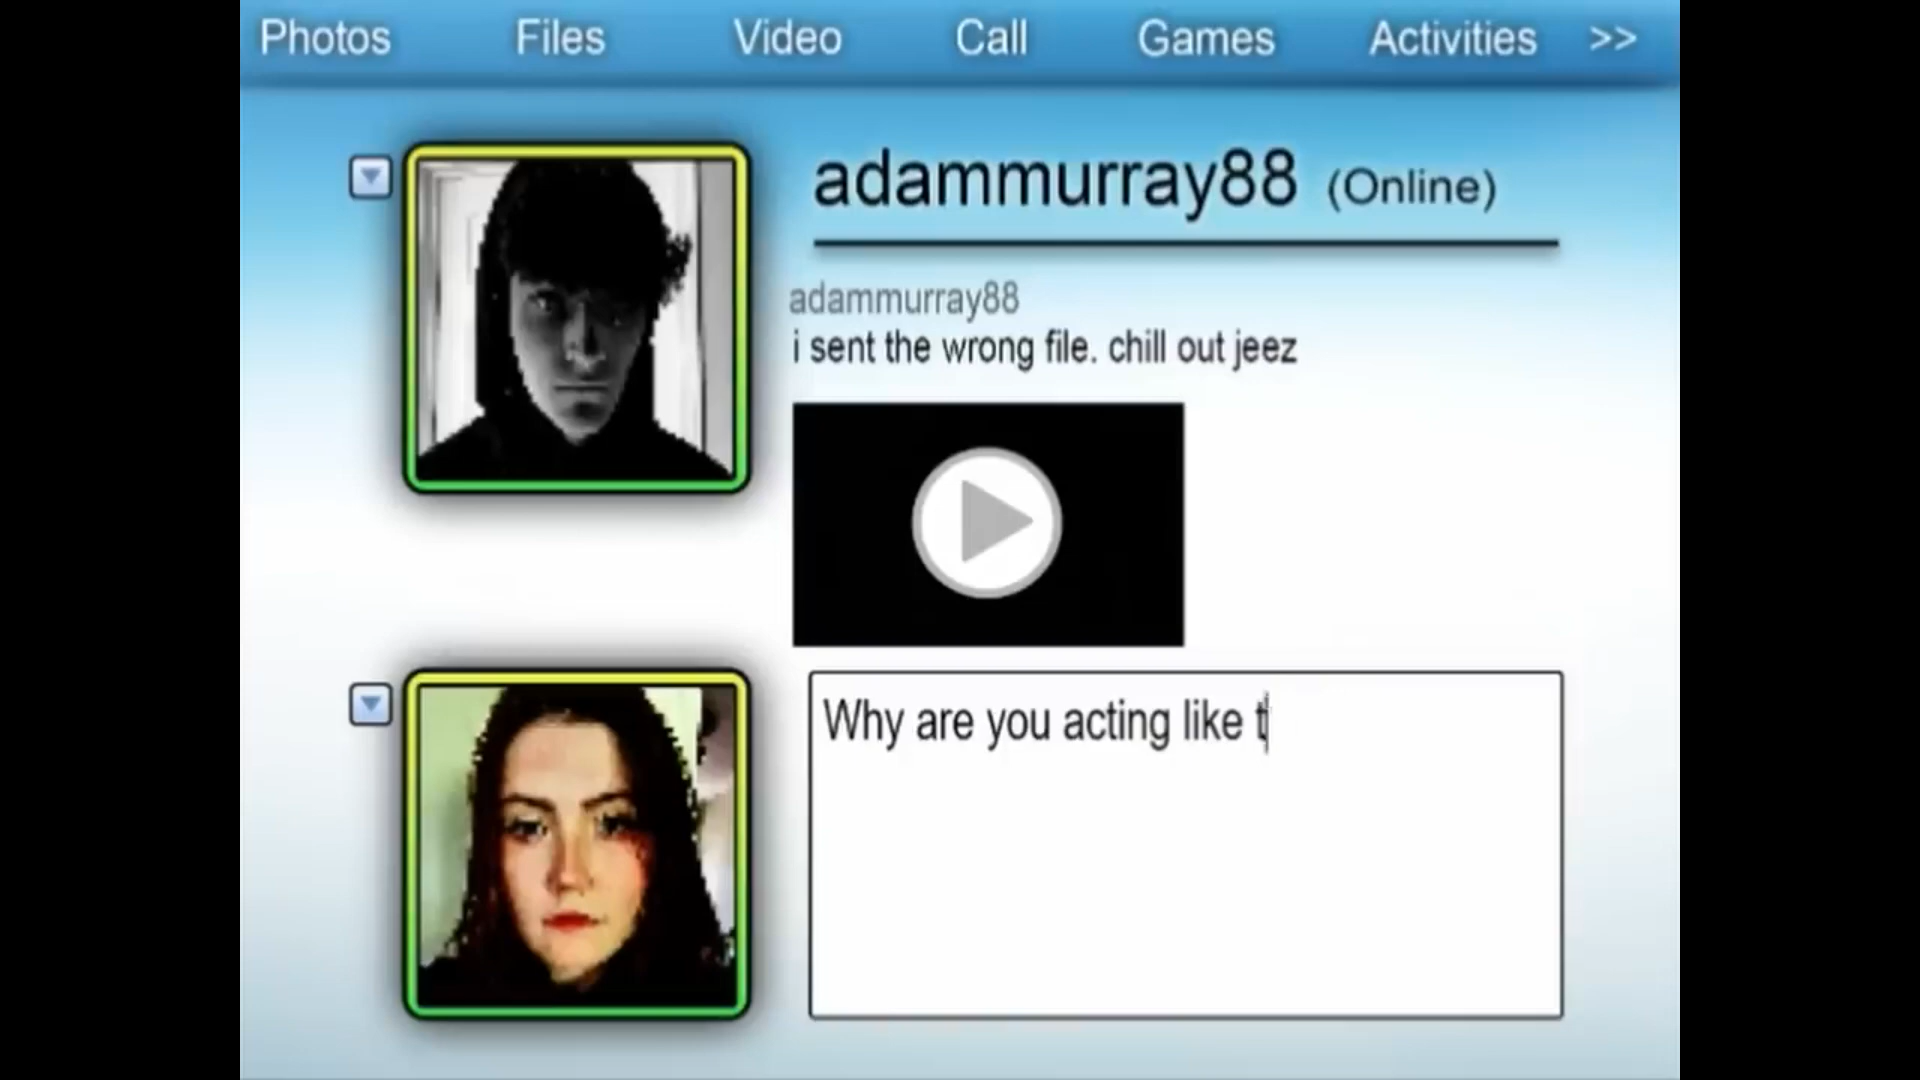 Photos Files Video Call Games Activities >>
adammurray88 (Online)
adammurray88
i sent the wrong file. chill out jeez
Why are you acting like t